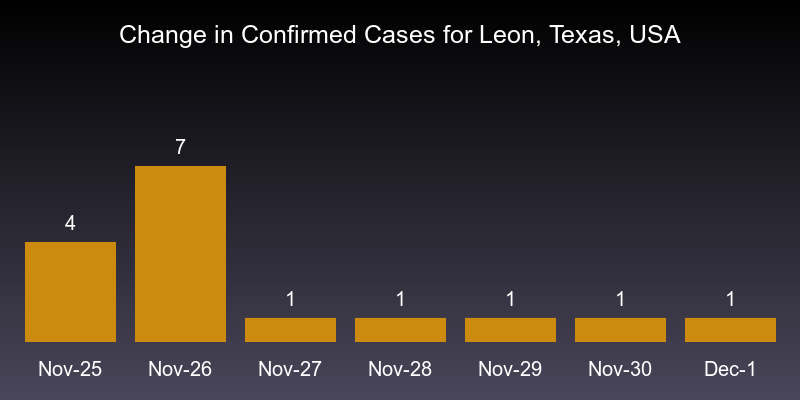 Change in Confirmed Cases for Leon, Texas, USA
7
4
1 1 1 1 1
Nov-25 Nov-26 Nov-27 Nov-28 Nov-29 Nov-30 Dec-1